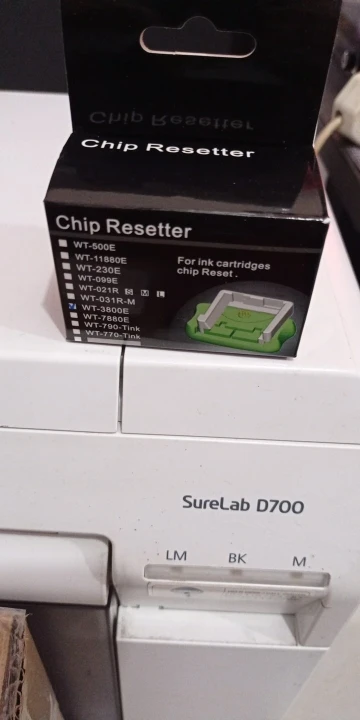 Chip Resetter
Chip Resetter
Chip Resetter
WT-500E
WT-11880E
WT-230E
WT-099E
WT-021R S M L
WT-031R-M
WT-3800E
WT-7880E
WT-790-Tink
WT-770-Tink
For ink cartridges
chip Reset .
SureLab D700
LM BK M